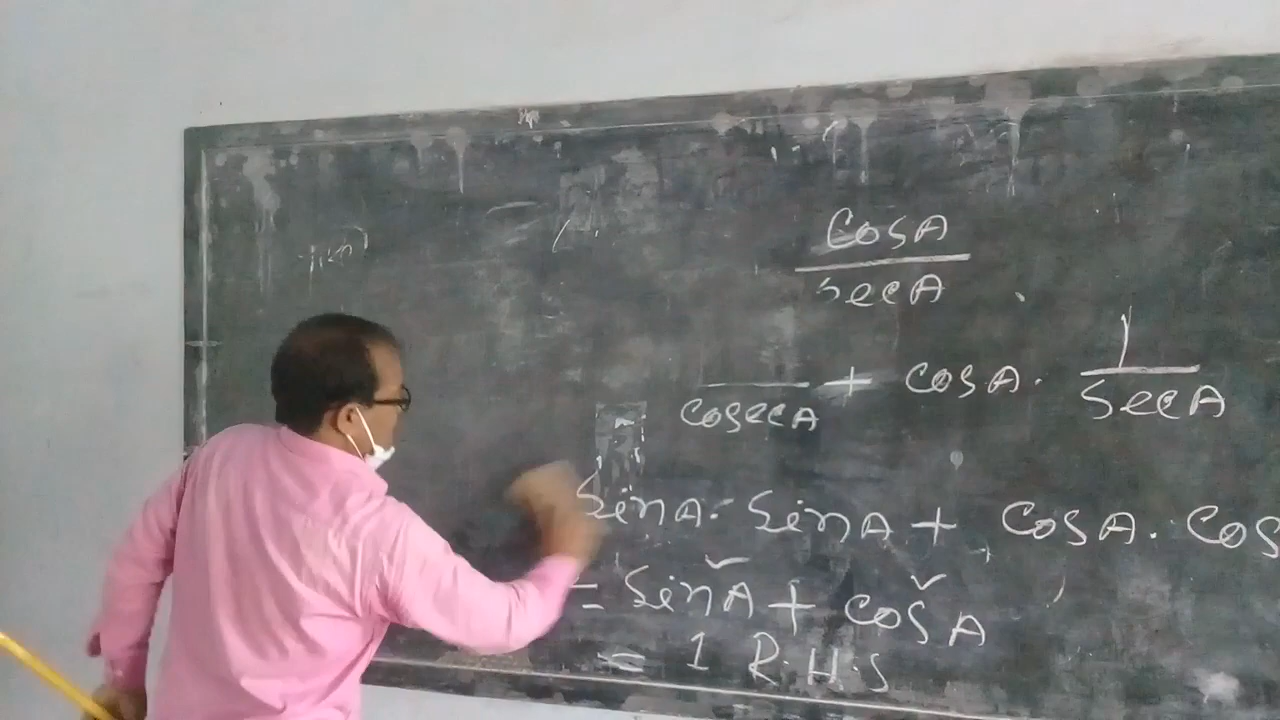 CosA
secA
+ cosA. 1
cosecA secA
SinA. SinA + CosA. Cos
= Sin²A + cos²A
= 1 R.H.S